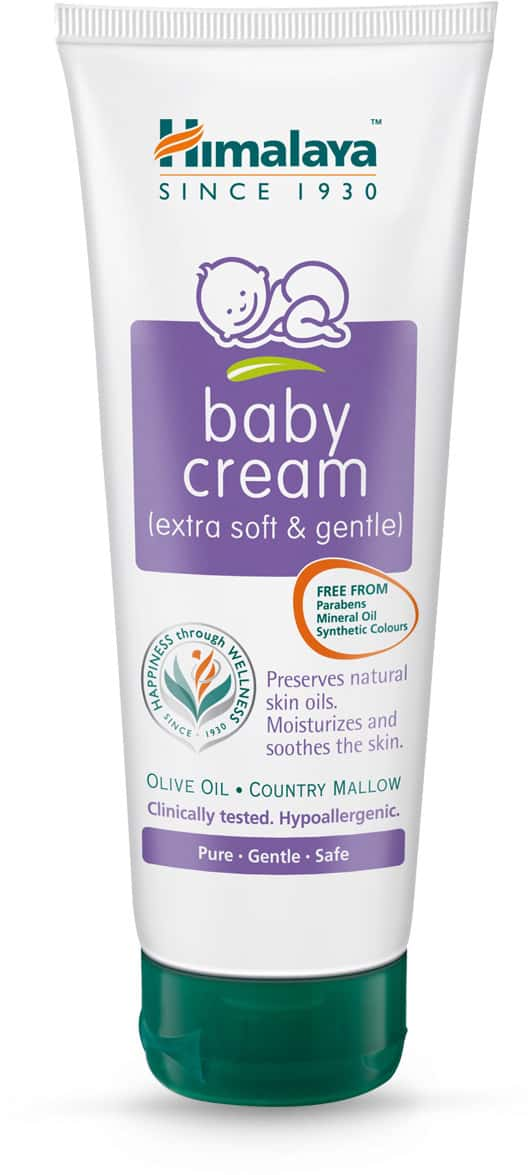 Himalaya™
SINCE 1930
baby
cream
(extra soft & gentle)
FREE FROM
Parabens
Mineral Oil
Synthetic Colours
HAPPINESS through WELLNESS
SINCE · 1930
Preserves natural
skin oils.
Moisturizes and
soothes the skin.
OLIVE OIL • COUNTRY MALLOW
Clinically tested. Hypoallergenic.
Pure · Gentle · Safe